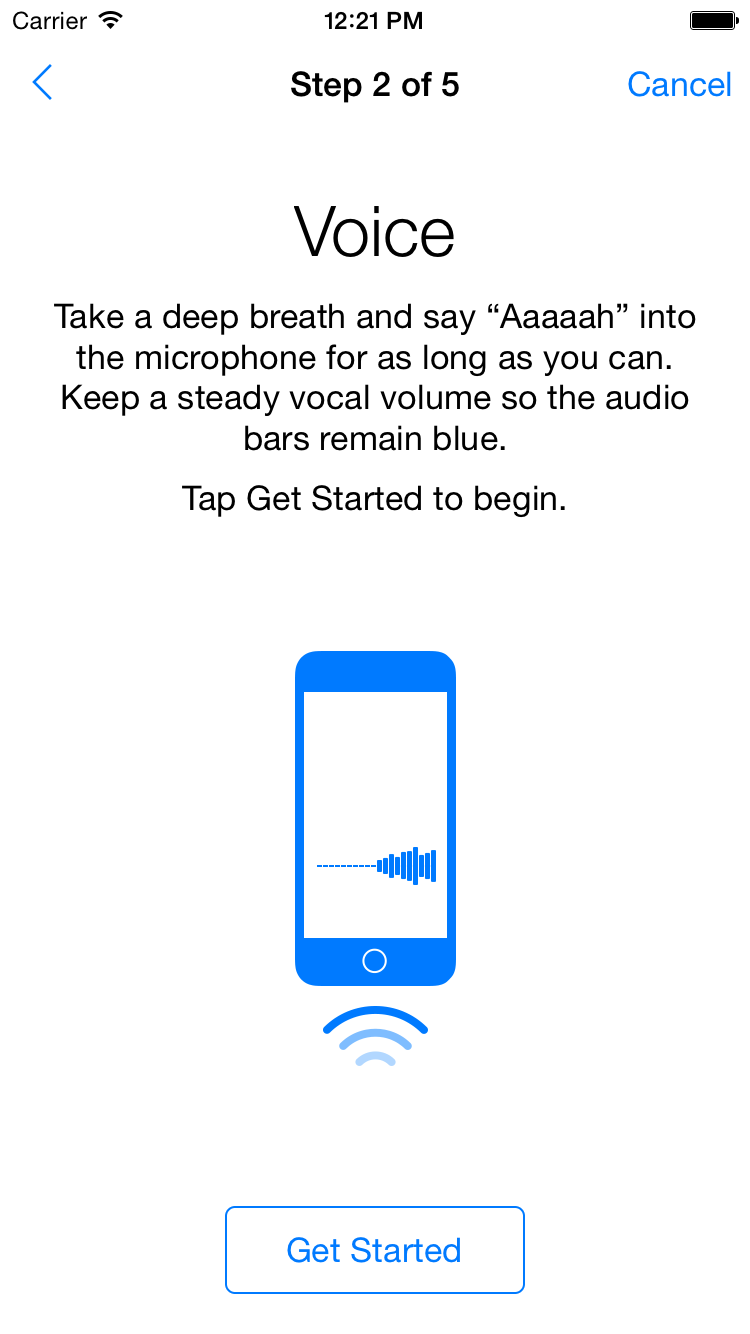 Carrier 12:21 PM
Step 2 of 5 Cancel
Voice
Take a deep breath and say “Aaaaah” into
the microphone for as long as you can.
Keep a steady vocal volume so the audio
bars remain blue.
Tap Get Started to begin.
Get Started